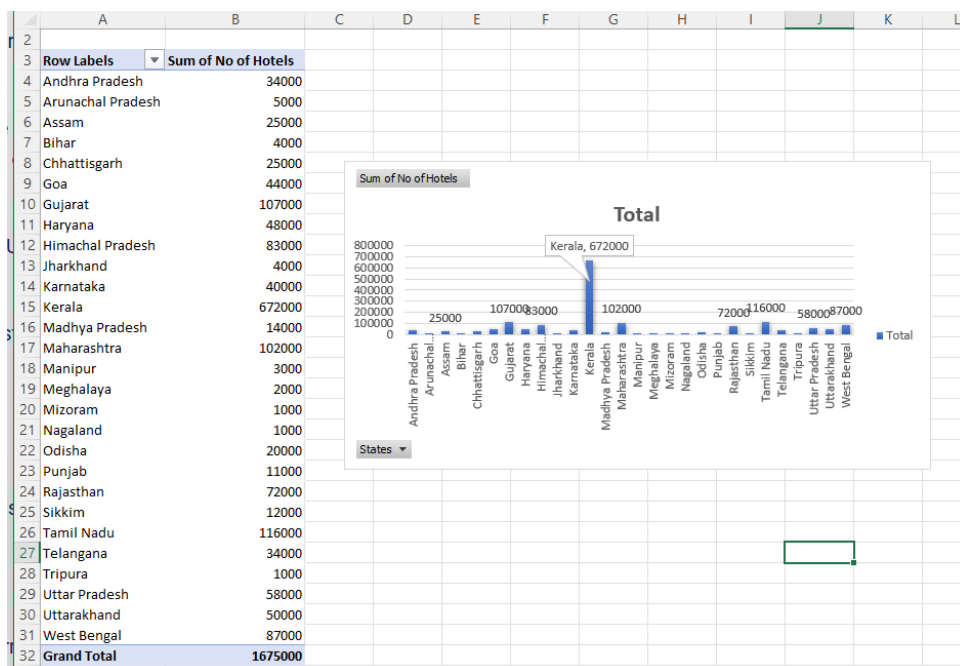 A B C D E F G H I J K L
2
3 Row Labels Sum of No of Hotels
4 Andhra Pradesh 34000
5 Arunachal Pradesh 5000
6 Assam 25000
7 Bihar 4000
8 Chhattisgarh 25000
9 Goa 44000
10 Gujarat 107000
11 Haryana 48000
12 Himachal Pradesh 83000
13 Jharkhand 4000
14 Karnataka 40000
15 Kerala 672000
16 Madhya Pradesh 14000
17 Maharashtra 102000
18 Manipur 3000
19 Meghalaya 2000
20 Mizoram 1000
21 Nagaland 1000
22 Odisha 20000
23 Punjab 11000
24 Rajasthan 72000
25 Sikkim 12000
26 Tamil Nadu 116000
27 Telangana 34000
28 Tripura 1000
29 Uttar Pradesh 58000
30 Uttarakhand 50000
31 West Bengal 87000
32 Grand Total 1675000
Sum of No of Hotels
Total
800000
700000
600000
500000
400000
300000
200000
100000
0
Kerala, 672000
25000
107000
83000
102000
72000
116000
58000
87000
Andhra Pradesh
Arunachal...
Assam
Bihar
Chhattisgarh
Goa
Gujarat
Haryana
Himachal...
Jharkhand
Karnataka
Kerala
Madhya Pradesh
Maharashtra
Manipur
Meghalaya
Mizoram
Nagaland
Odisha
Punjab
Rajasthan
Sikkim
Tamil Nadu
Telangana
Tripura
Uttar Pradesh
Uttarakhand
West Bengal
Total
States